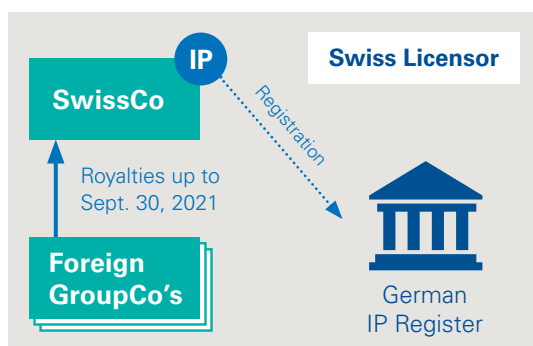 IP
Swiss Licensor
SwissCo
Registration
Royalties up to
Sept. 30, 2021
Foreign
GroupCo's
German
IP Register